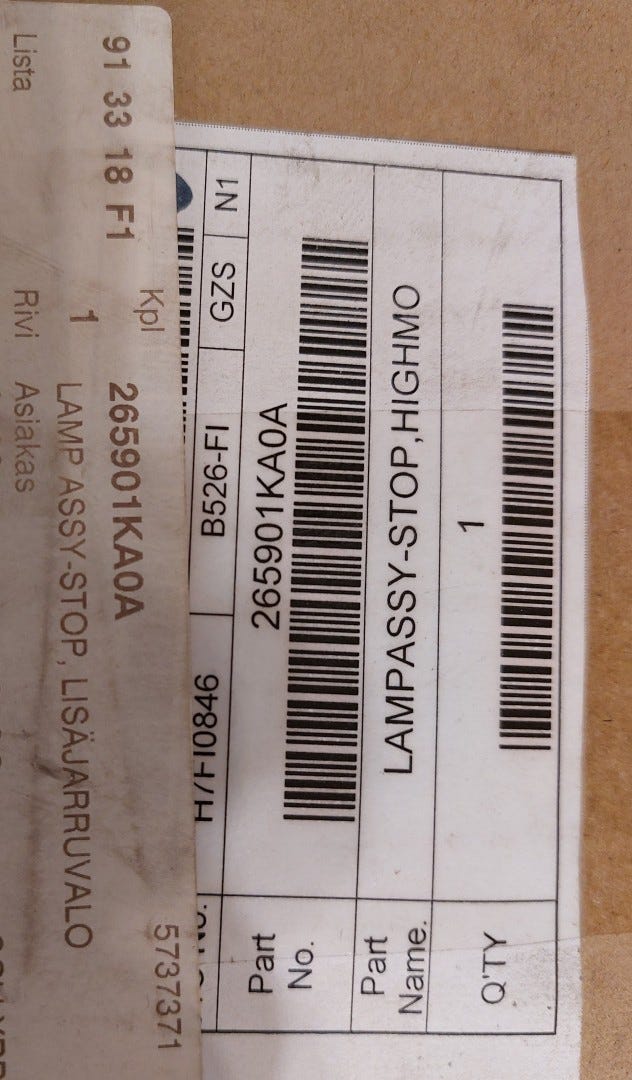 91 33 18 F1
Kpl
265901KA0A
5737371
1
LAMP ASSY-STOP, LISÄJARRUVALO
Lista
Rivi
Asiakas
H7FI0846
B526-FI
GZS
N1
Part No.
265901KA0A
Part Name.
LAMPASSY-STOP,HIGHMO
Q'TY
1